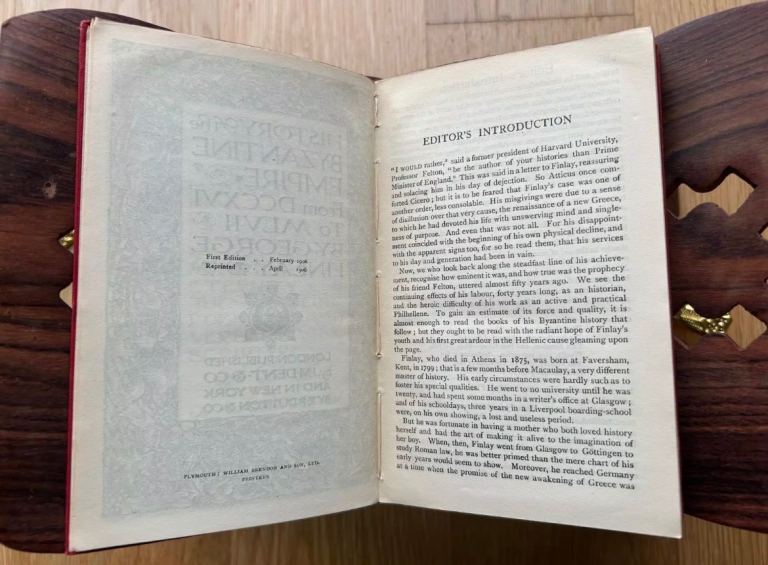 First Edition . . February 1906
Reprinted . . . April 1906
PLYMOUTH: WILLIAM BRENDON AND SON, LTD.
PRINTERS
EDITOR'S INTRODUCTION
"I WOULD rather," said a former president of Harvard University,
Professor Felton, "be the author of your histories than Prime
Minister of England." This was said in a letter to Finlay, reassuring
and solacing him in his day of dejection. So Atticus once com-
forted Cicero; but it is to be feared that Finlay's case was one of
another order, less consolable. His misgivings were due to a sense
of disillusion over that very cause, the renaissance of a new Greece,
to which he had devoted his life with unswerving mind and single-
ness of purpose. And even that was not all. For his disappoint-
ment coincided with the beginning of his own physical decline, and
with the apparent signs too, for so he read them, that his services
to his day and generation had been in vain.
Now, we who look back along the steadfast line of his achieve-
ment, recognise how eminent it was, and how true was the prophecy
of his friend Felton, uttered almost fifty years ago. We see the
continuing effects of his labour, forty years long, as an historian,
and the heroic difficulty of his work as an active and practical
Philhellene. To gain an estimate of its force and quality, it is
almost enough to read the books of his Byzantine history that
follow; but they ought to be read with the radiant hope of Finlay's
youth and his first great ardour in the Hellenic cause gleaming upon
the page.
Finlay, who died in Athens in 1875, was born at Faversham,
Kent, in 1799; that is a few months before Macaulay, a very different
master of history. His early circumstances were hardly such as to
foster his special qualities. He went to no university until he was
twenty, and had spent some months in a writer's office at Glasgow;
and of his schooldays, three years in a Liverpool boarding-school
were, on his own showing, a lost and useless period.
But he was fortunate in having a mother who both loved history
herself and had the art of making it alive to the imagination of
her boy. When, then, Finlay went from Glasgow to Göttingen to
study Roman law, he was better primed than the mere chart of his
early years would seem to show. Moreover, he reached Germany
at a time when the promise of the new awakening of Greece was